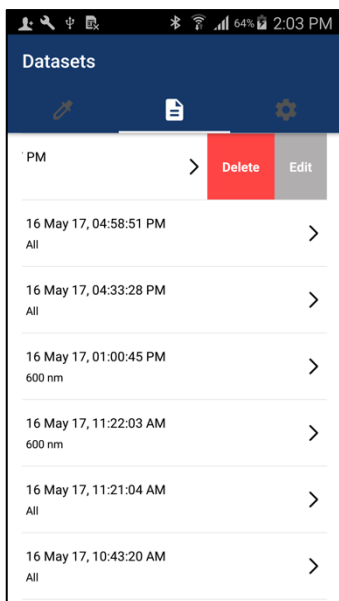 64% 2:03 PM
Datasets
PM
Delete
Edit
16 May 17, 04:58:51 PM
All
16 May 17, 04:33:28 PM
All
16 May 17, 01:00:45 PM
600 nm
16 May 17, 11:22:03 AM
600 nm
16 May 17, 11:21:04 AM
All
16 May 17, 10:43:20 AM
All